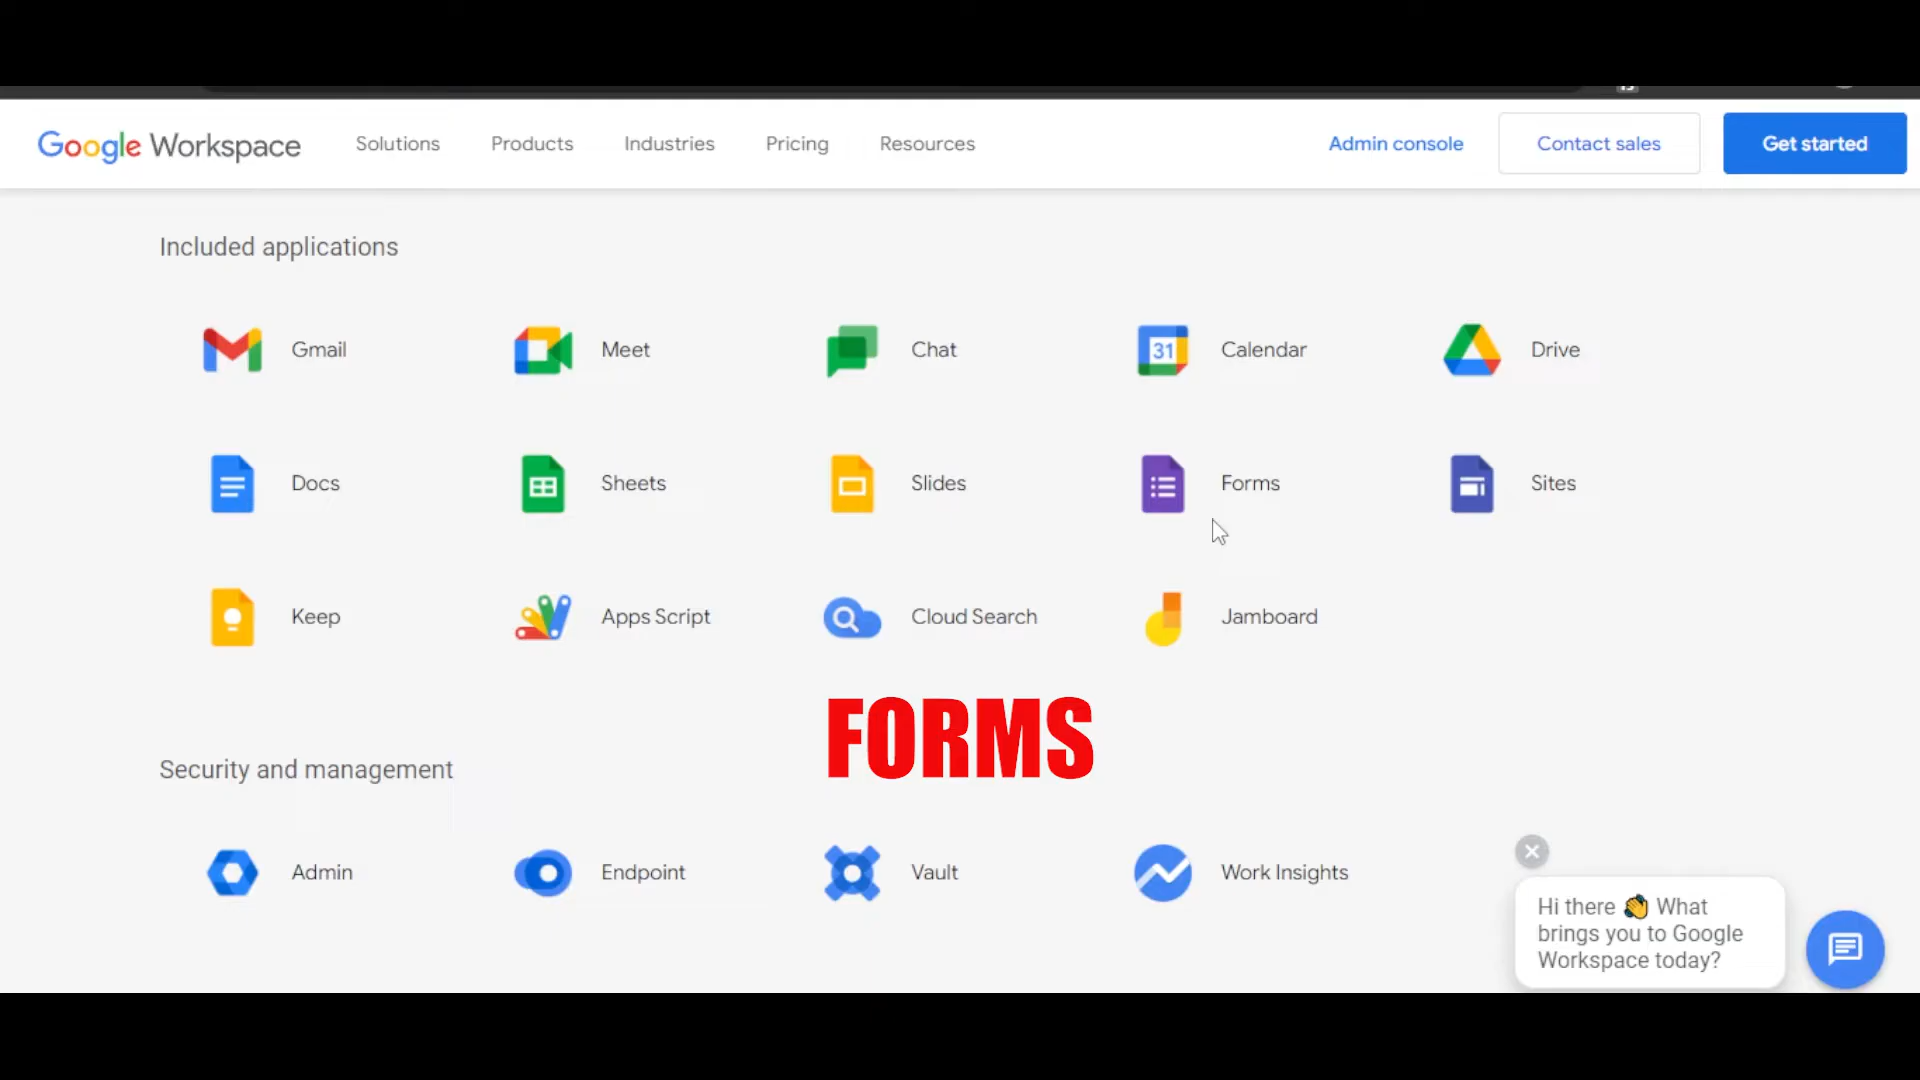 Google Workspace Solutions Products Industries Pricing Resources Admin console Contact sales Get started
Included applications
Gmail Meet Chat Calendar 31 Drive
Docs Sheets Slides Forms Sites
Keep Apps Script Cloud Search Jamboard
FORMS
Security and management
Admin Endpoint Vault Work Insights
Hi there 👋 What
brings you to Google
Workspace today?